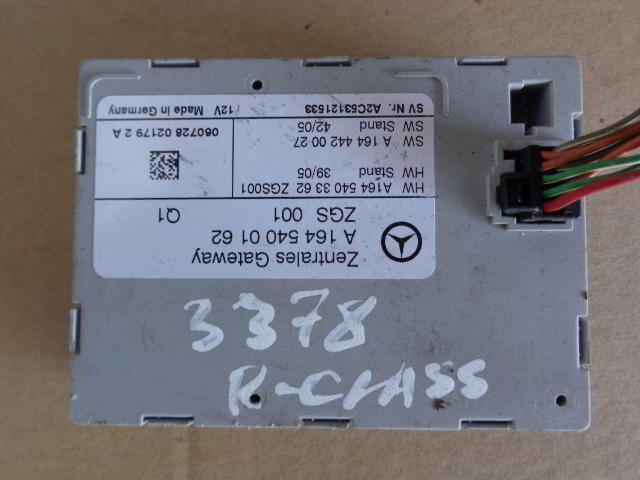 Zentrales Gateway
A 164 540 01 62
ZGS 001 Q1
HW A164 540 33 62 ZGS001
HW Stand 39/05
SW A 164 442 00 27
SW Stand 42/05
060728 02179 2 A
SV Nr. A2C53121533
/12V Made in Germany
3378
R-CLASS